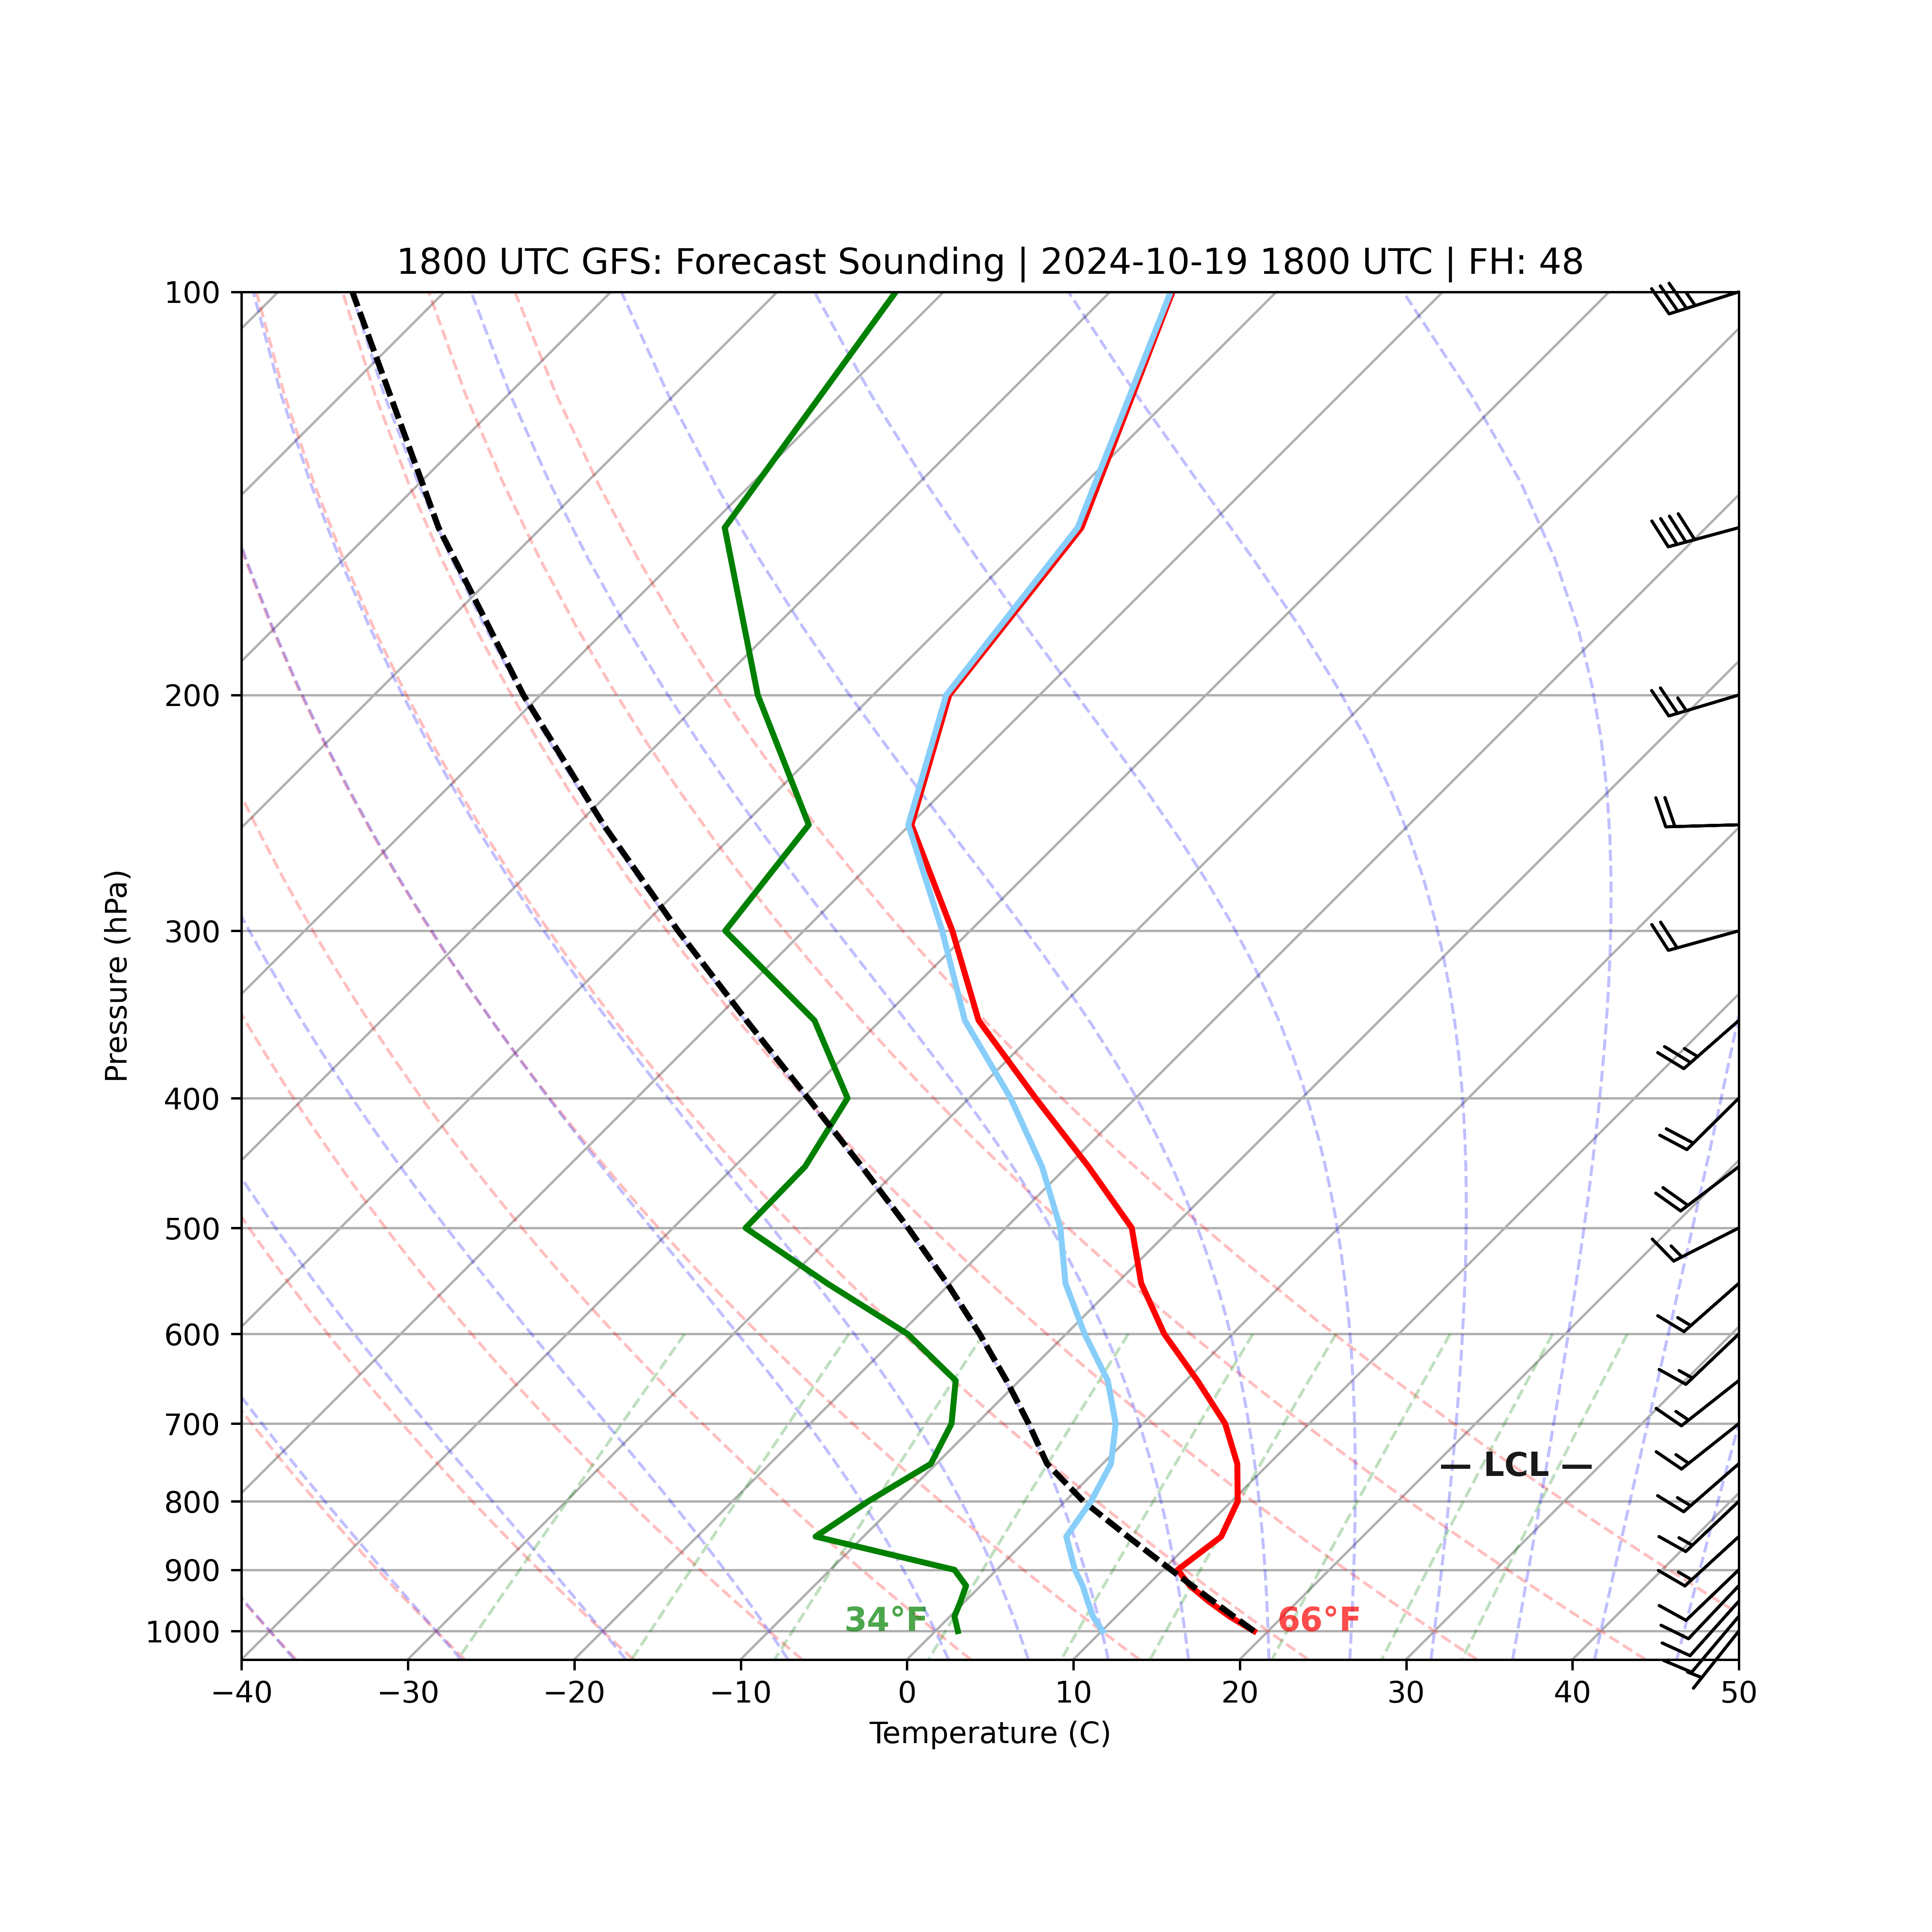 1800 UTC GFS: Forecast Sounding | 2024-10-19 1800 UTC | FH: 48
100
200
300
400
500
600
700
800
900
1000
Pressure (hPa)
— LCL —
34°F
66°F
−40 −30 −20 −10 0 10 20 30 40 50
Temperature (C)